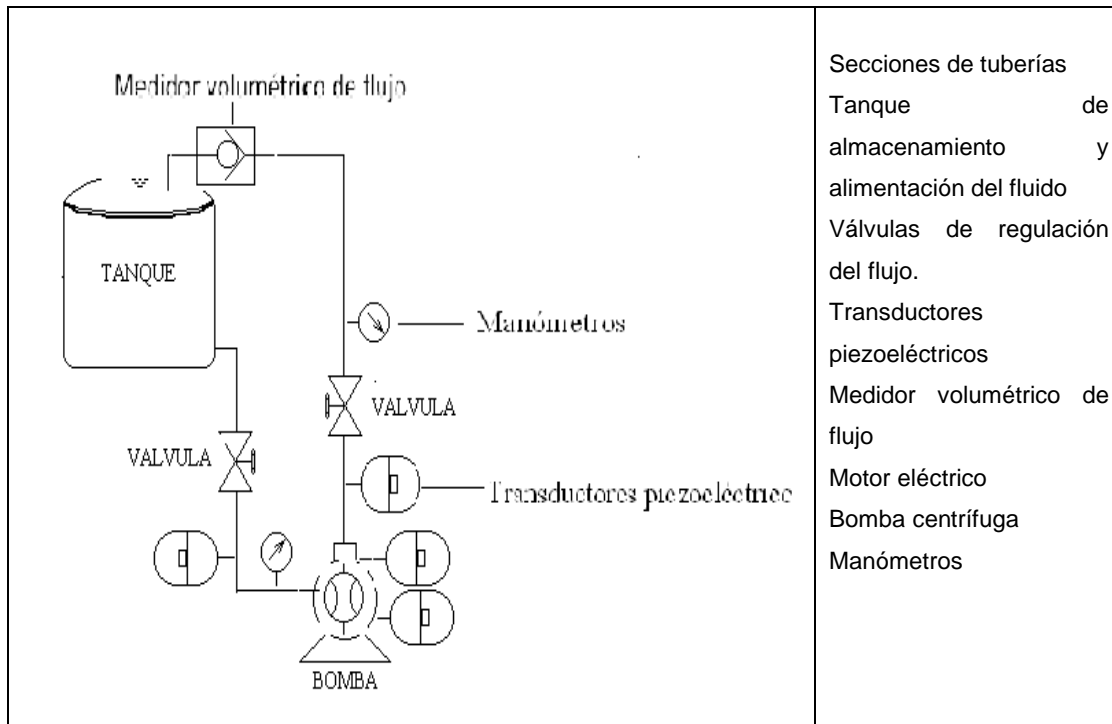 Medidor volumétrico de flujo
TANQUE
Manómetros
VALVULA
VALVULA
Transductores piezoeléctrico
BOMBA
Secciones de tuberías
Tanque de
almacenamiento y
alimentación del fluido
Válvulas de regulación
del flujo.
Transductores
piezoeléctricos
Medidor volumétrico de
flujo
Motor eléctrico
Bomba centrífuga
Manómetros